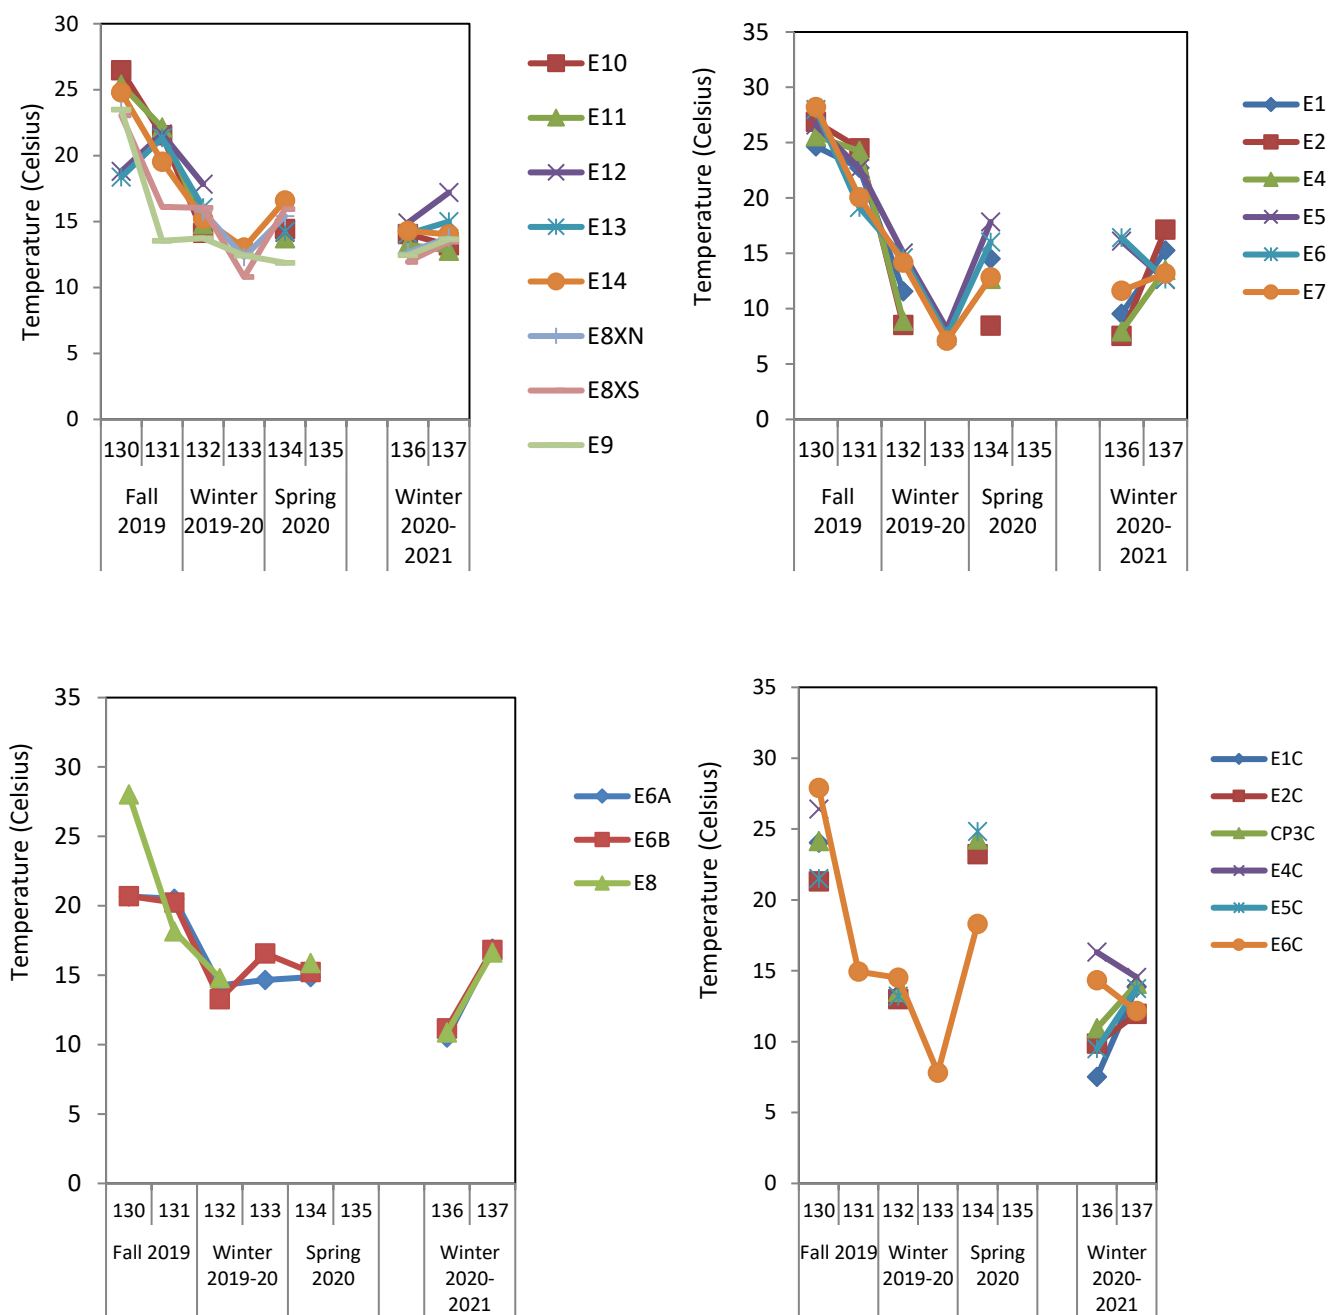 30
25
20
15
10
5
0
Temperature (Celsius)
130 131 132 133 134 135 136 137
Fall Winter Spring Winter
2019 2019-20 2020 2020-
2021
E10
E11
E12
E13
E14
E8XN
E8XS
E9
35
30
25
20
15
10
5
0
Temperature (Celsius)
130 131 132 133 134 135 136 137
Fall Winter Spring Winter
2019 2019-20 2020 2020-
2021
E1
E2
E4
E5
E6
E7
35
30
25
20
15
10
5
0
Temperature (Celsius)
130 131 132 133 134 135 136 137
Fall 2019 Winter Spring Winter
2019-20 2020 2020-
2021
E6A
E6B
E8
35
30
25
20
15
10
5
0
Temperature (Celsius)
130 131 132 133 134 135 136 137
Fall 2019 Winter Spring Winter
2019-20 2020 2020-
2021
E1C
E2C
CP3C
E4C
E5C
E6C